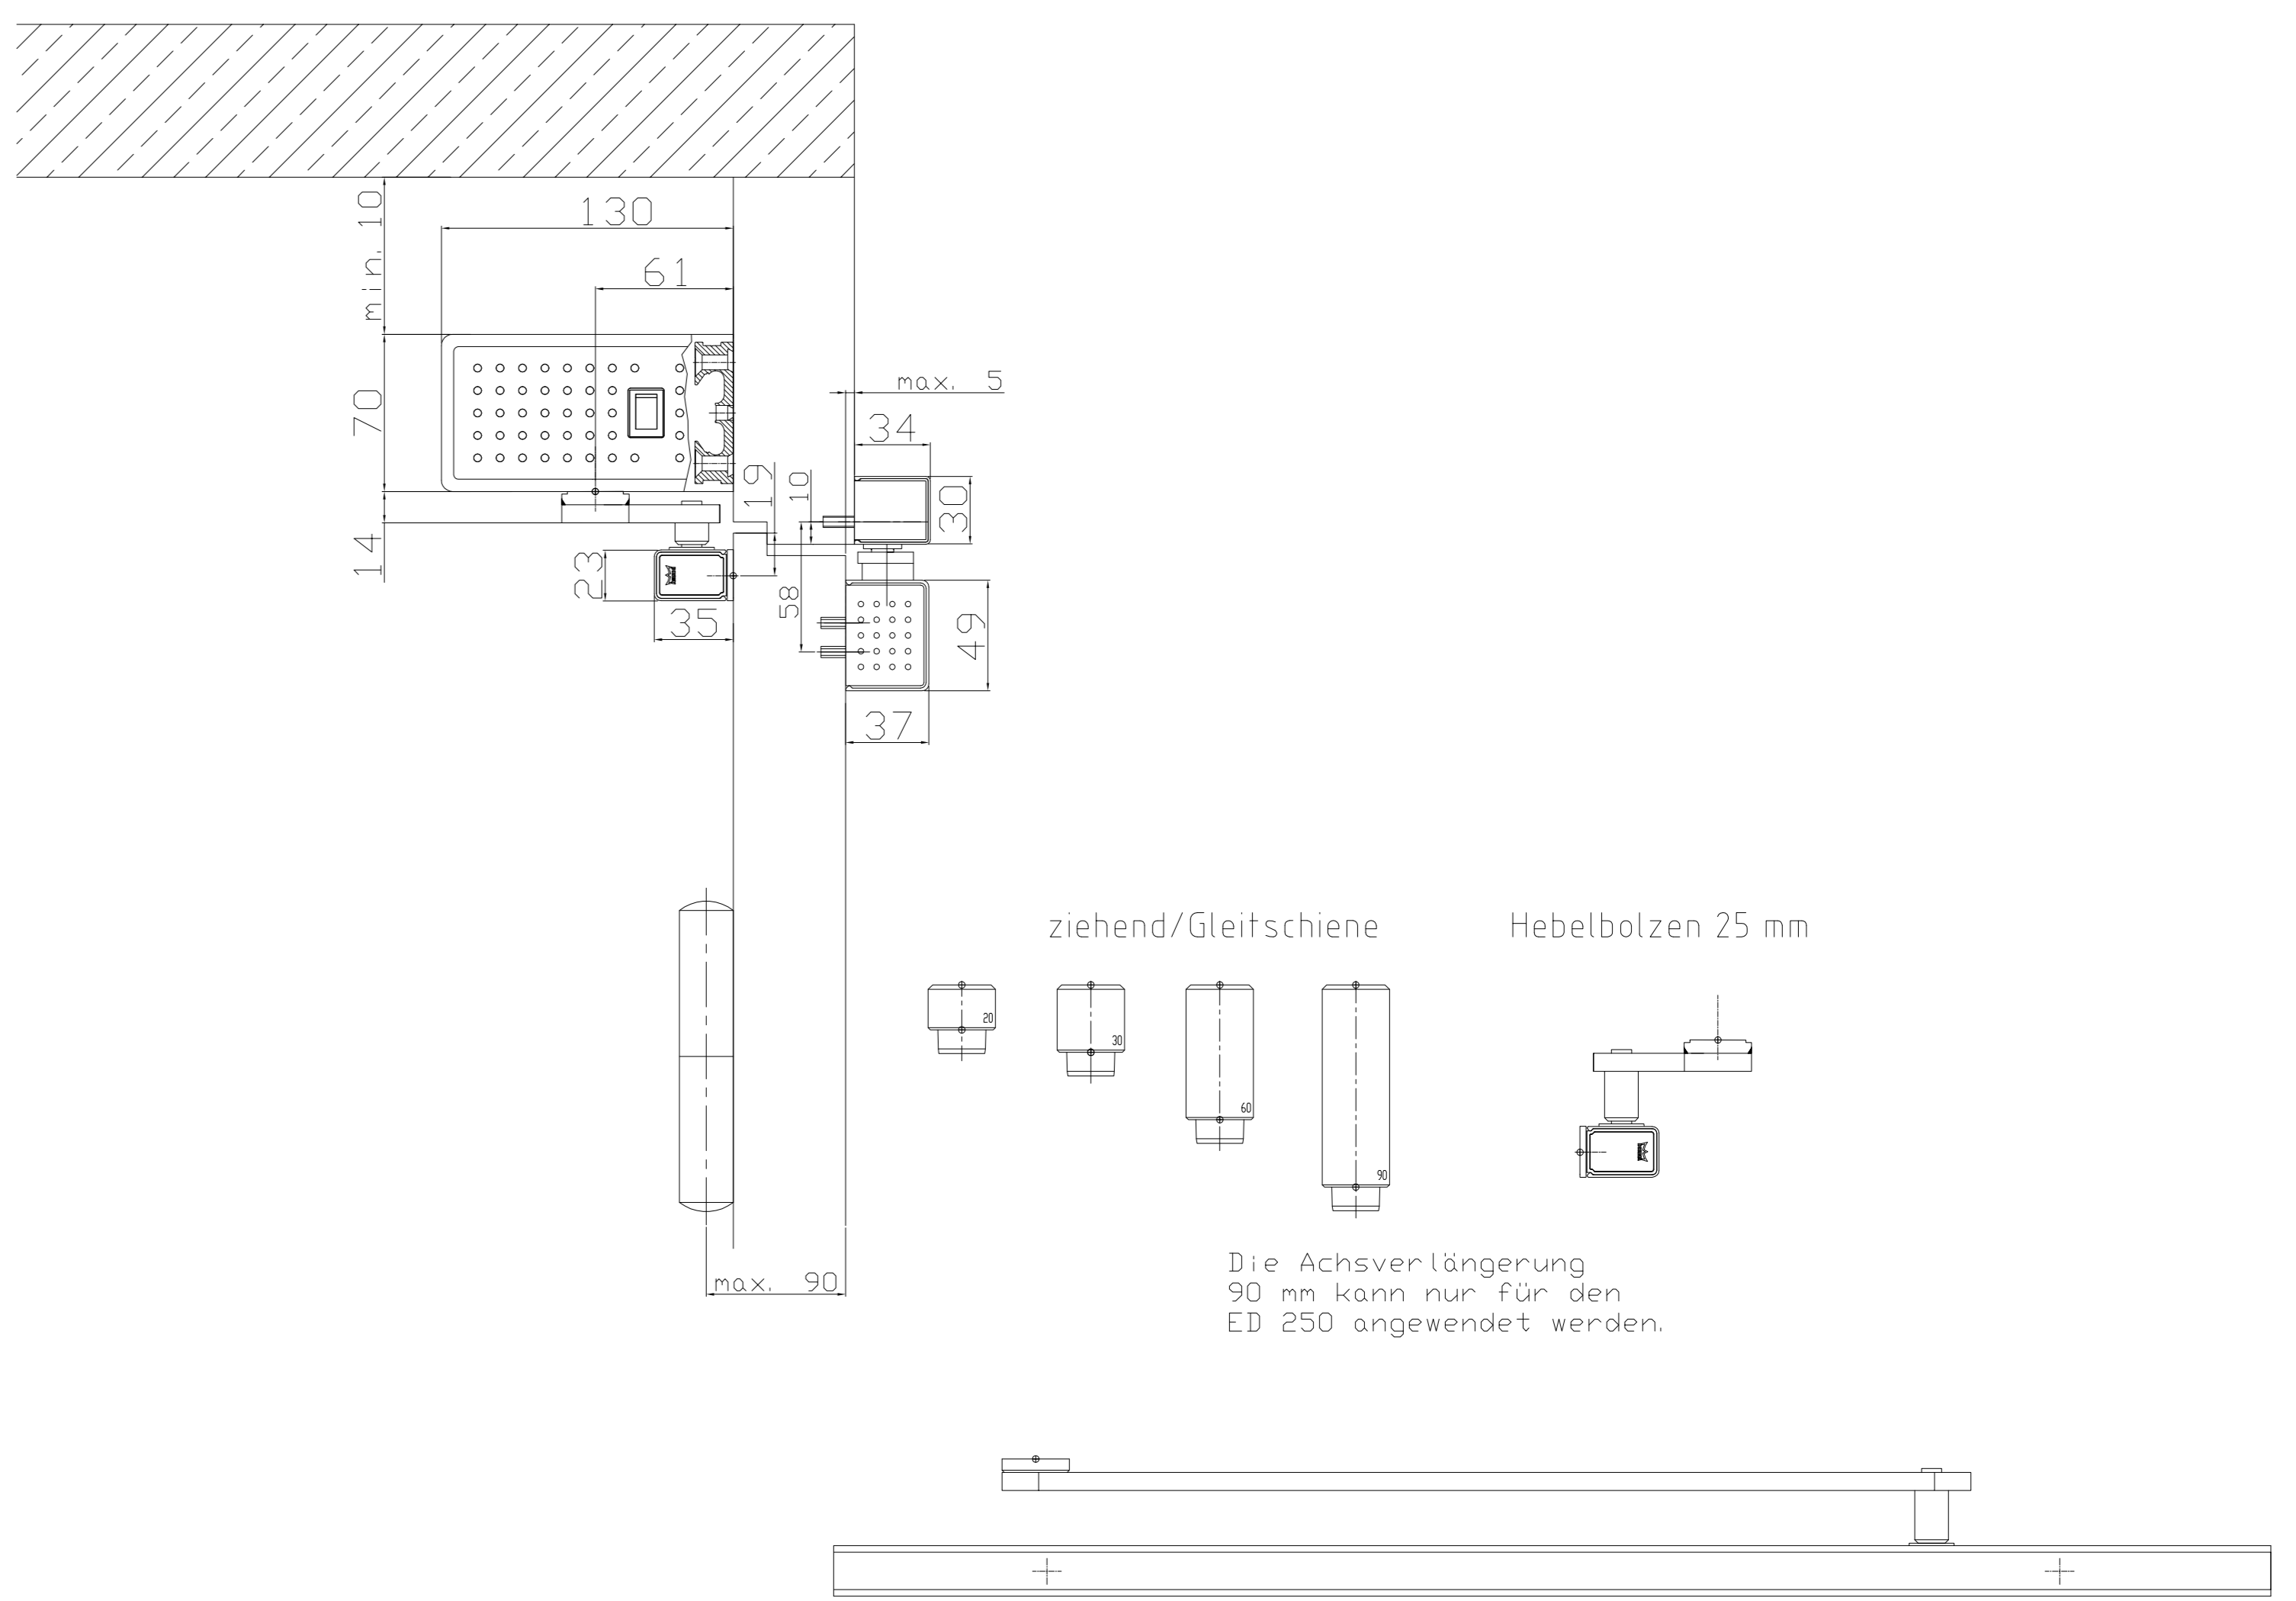 min. 10
130
61
70
max. 5
34
19
10
30
14
23
58
35
49
37
ziehend/Gleitschiene
Hebelbolzen 25 mm
20
30
60
90
Die Achsverlängerung
90 mm kann nur für den
ED 250 angewendet werden.
max. 90